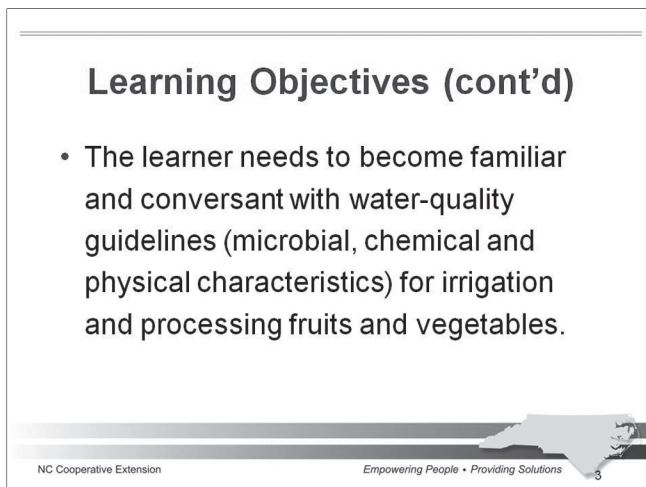 Learning Objectives (cont’d)
• The learner needs to become familiar
and conversant with water-quality
guidelines (microbial, chemical and
physical characteristics) for irrigation
and processing fruits and vegetables.
NC Cooperative Extension
Empowering People • Providing Solutions
3